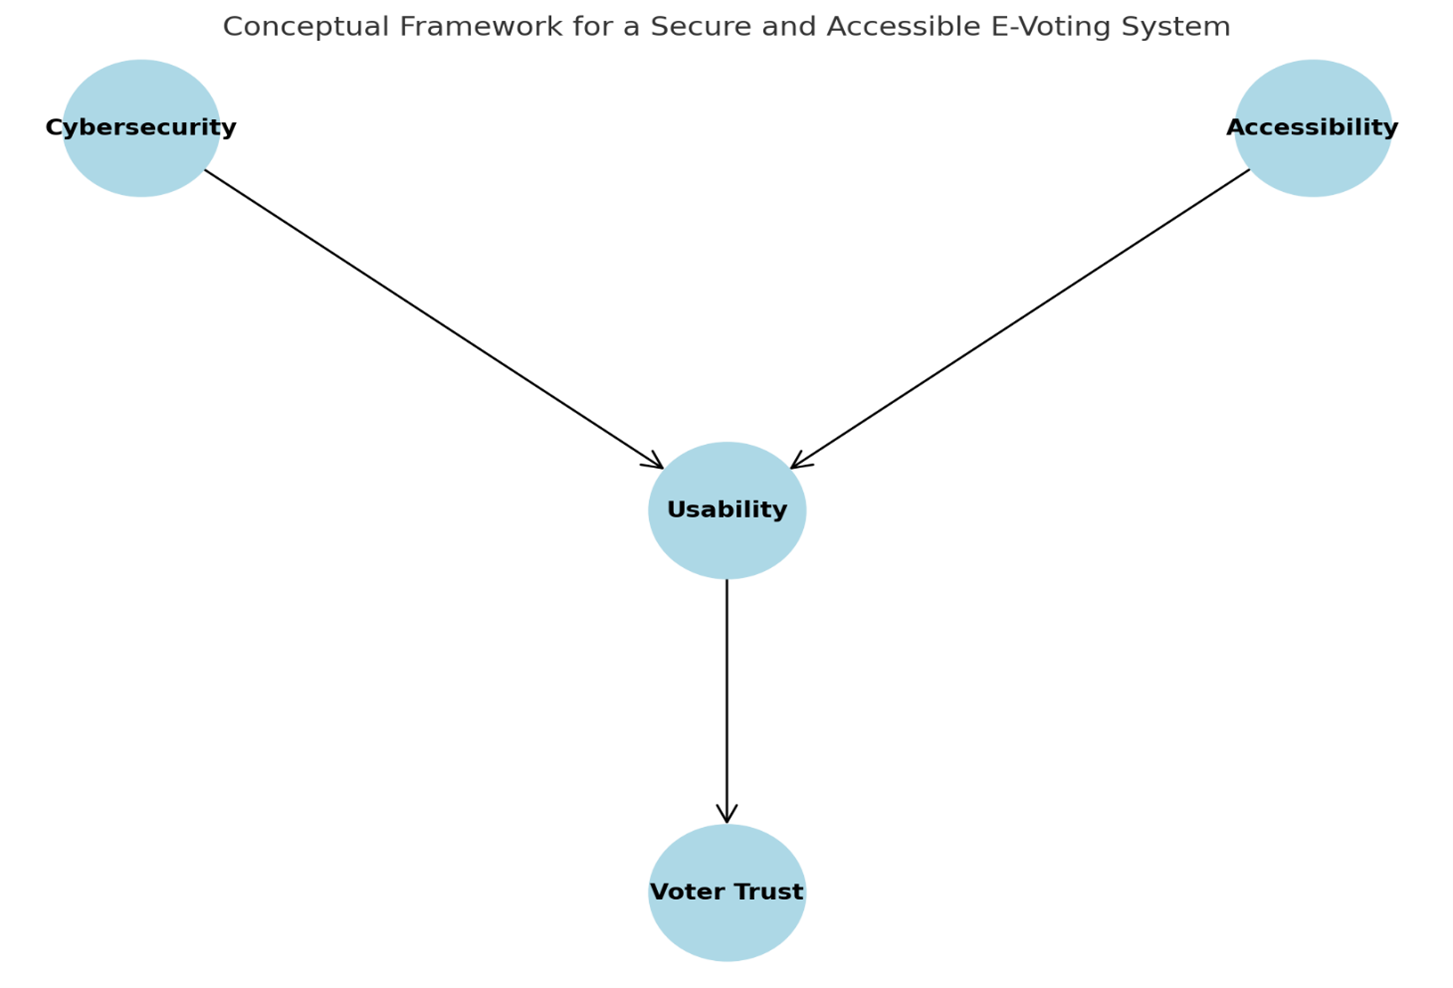 Conceptual Framework for a Secure and Accessible E-Voting System
Cybersecurity
Accessibility
Usability
Voter Trust